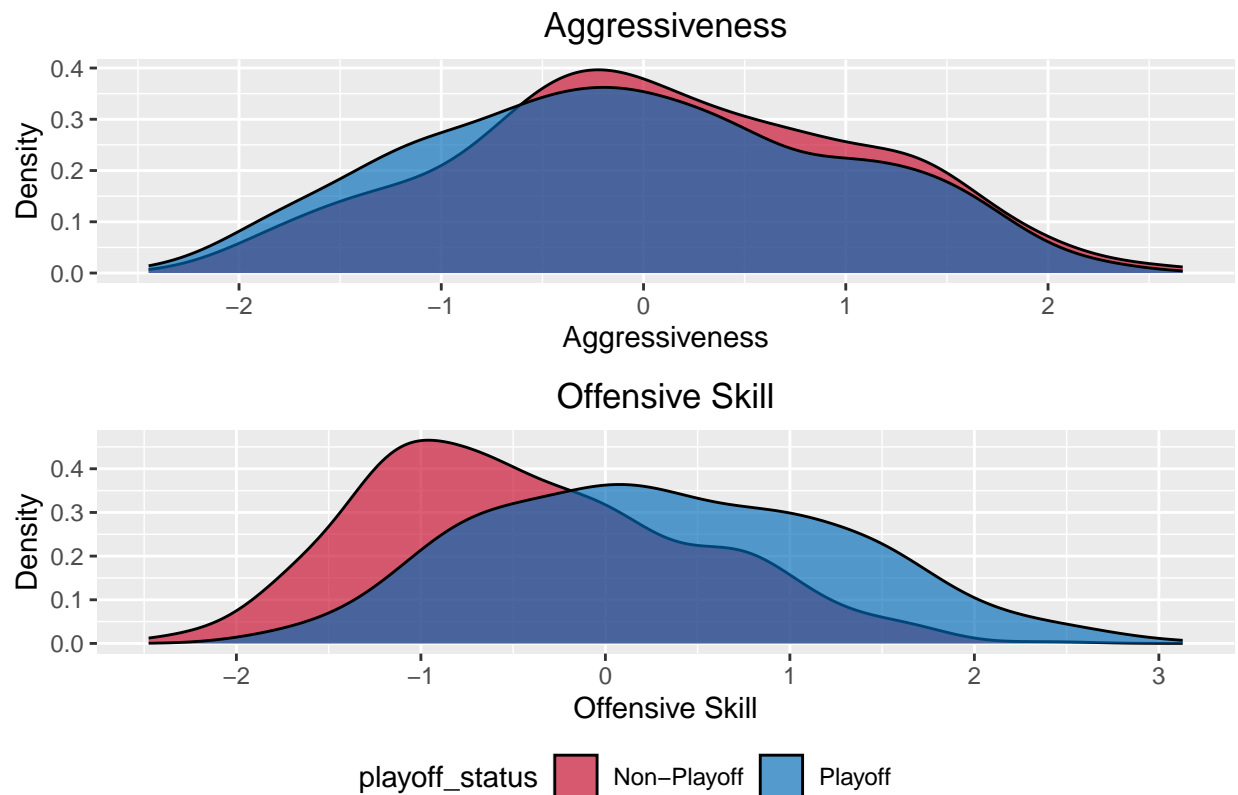 Aggressiveness
Density
0.4
0.3
0.2
0.1
0.0
−2 −1 0 1 2
Aggressiveness
Offensive Skill
Density
0.4
0.3
0.2
0.1
0.0
−2 −1 0 1 2 3
Offensive Skill
playoff_status Non−Playoff Playoff